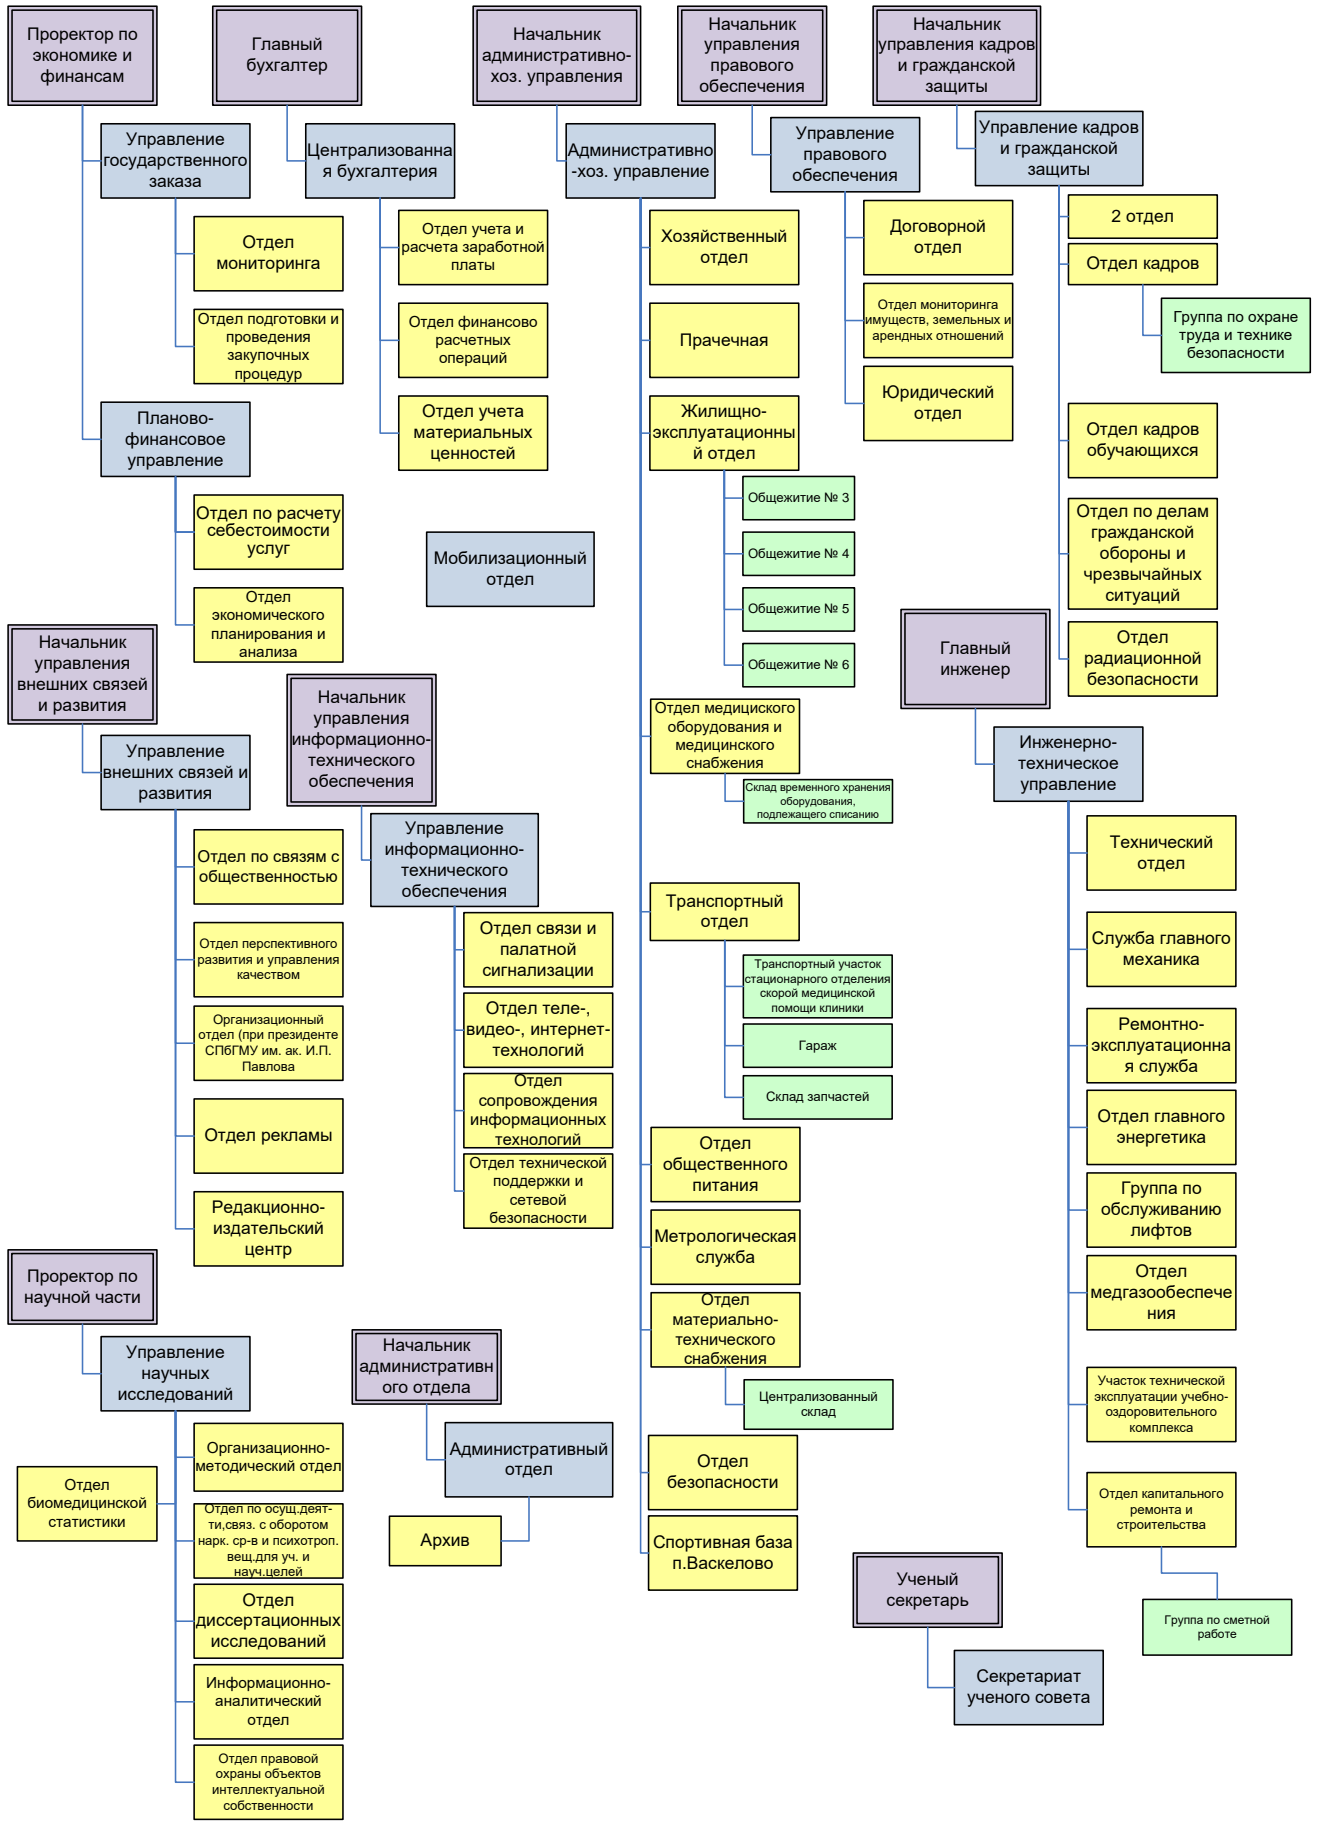 Проректор по
экономике и
финансам
Главный
бухгалтер
Начальник
административно-
хоз. управления
Начальник
управления
правового
обеспечения
Начальник
управления кадров
и гражданской
защиты
Управление
государственного
заказа
Централизованна
я бухгалтерия
Административно
-хоз. управление
Управление
правового
обеспечения
Управление кадров
и гражданской
защиты
Отдел
мониторинга
Отдел подготовки и
проведения
закупочных
процедур
Планово-
финансовое
управление
Отдел по расчету
себестоимости
услуг
Отдел
экономического
планирования и
анализа
Отдел учета и
расчета заработной
платы
Отдел финансово
расчетных
операций
Отдел учета
материальных
ценностей
Мобилизационный
отдел
Хозяйственный
отдел
Прачечная
Жилищно-
эксплуатационны
й отдел
Общежитие № 3
Общежитие № 4
Общежитие № 5
Общежитие № 6
Отдел медициского
оборудования и
медицинского
снабжения
Склад временного хранения
оборудования,
подлежащего списанию
Транспортный
отдел
Транспортный участок
стационарного отделения
скорой медицинской
помощи клиники
Гараж
Склад запчастей
Отдел
общественного
питания
Метрологическая
служба
Отдел
материально-
технического
снабжения
Централизованный
склад
Отдел
безопасности
Спортивная база
п.Васкелово
Договорной
отдел
Отдел мониторинга
имуществ, земельных и
арендных отношений
Юридический
отдел
2 отдел
Отдел кадров
Группа по охране
труда и технике
безопасности
Отдел кадров
обучающихся
Отдел по делам
гражданской
обороны и
чрезвычайных
ситуаций
Отдел
радиационной
безопасности
Главный
инженер
Инженерно-
техническое
управление
Технический
отдел
Служба главного
механика
Ремонтно-
эксплуатационна
я служба
Отдел главного
энергетика
Группа по
обслуживанию
лифтов
Отдел
медгазообеспече
ния
Участок технической
эксплуатации учебно-
оздоровительного
комплекса
Отдел капитального
ремонта и
строительства
Группа по сметной
работе
Начальник
управления
внешних связей
и развития
Управление
внешних связей и
развития
Отдел по связям с
общественностью
Отдел перспективного
развития и управления
качеством
Организационный
отдел (при президенте
СПбГМУ им. ак. И.П.
Павлова
Отдел рекламы
Редакционно-
издательский
центр
Начальник
управления
информационно-
технического
обеспечения
Управление
информационно-
технического
обеспечения
Отдел связи и
палатной
сигнализации
Отдел теле-,
видео-, интернет-
технологий
Отдел
сопровождения
информационных
технологий
Отдел технической
поддержки и
сетевой
безопасности
Проректор по
научной части
Управление
научных
исследований
Организационно-
методический отдел
Отдел
биомедицинской
статистики
Отдел по осущ.деят-
ти,связ. с оборотом
нарк. ср-в и психотроп.
вещ.для уч. и
науч.целей
Отдел
диссертационных
исследований
Информационно-
аналитический
отдел
Отдел правовой
охраны объектов
интеллектуальной
собственности
Начальник
административн
ого отдела
Административный
отдел
Архив
Ученый
секретарь
Секретариат
ученого совета